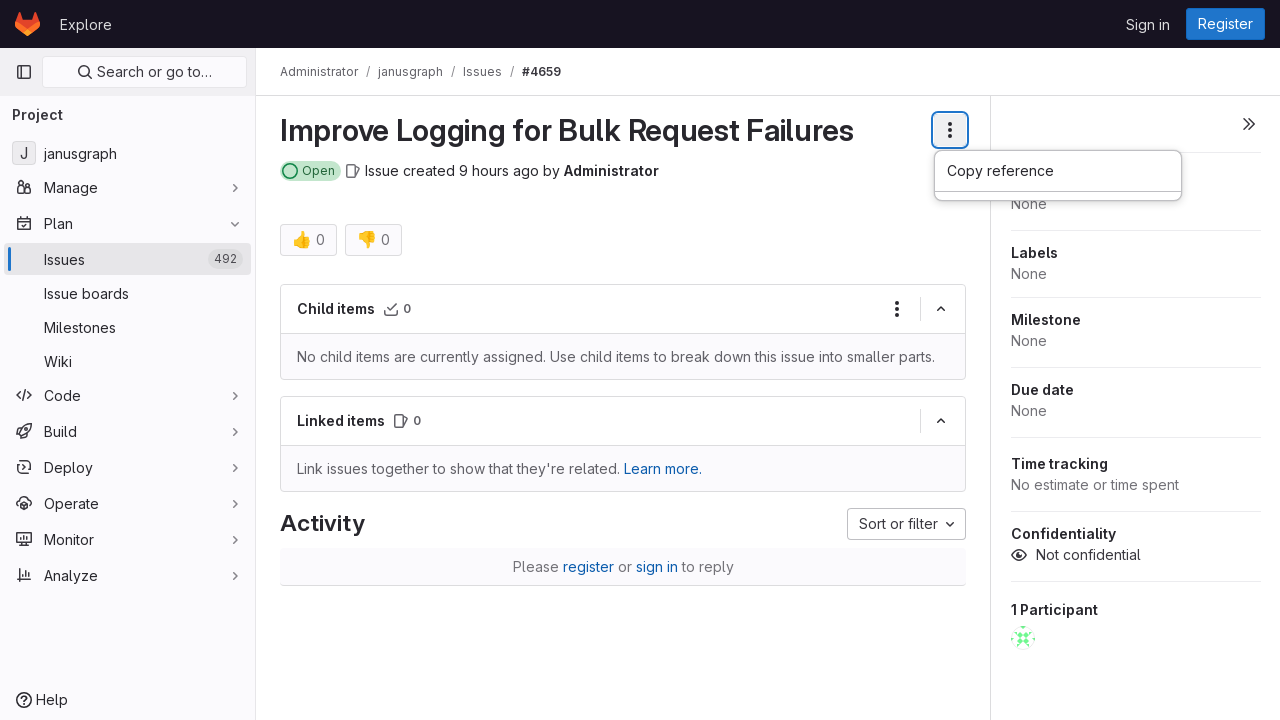 Explore
Sign in
Register
Search or go to…
Administrator / janusgraph / Issues / #4659
Project
J janusgraph
Manage
Plan
Issues 492
Issue boards
Milestones
Wiki
Code
Build
Deploy
Operate
Monitor
Analyze
Help
Improve Logging for Bulk Request Failures
Open Issue created 9 hours ago by Administrator
Copy reference
👍 0 👎 0
Child items 0
No child items are currently assigned. Use child items to break down this issue into smaller parts.
Linked items 0
Link issues together to show that they're related. Learn more.
Activity
Sort or filter
Please register or sign in to reply
None
Labels
None
Milestone
None
Due date
None
Time tracking
No estimate or time spent
Confidentiality
Not confidential
1 Participant